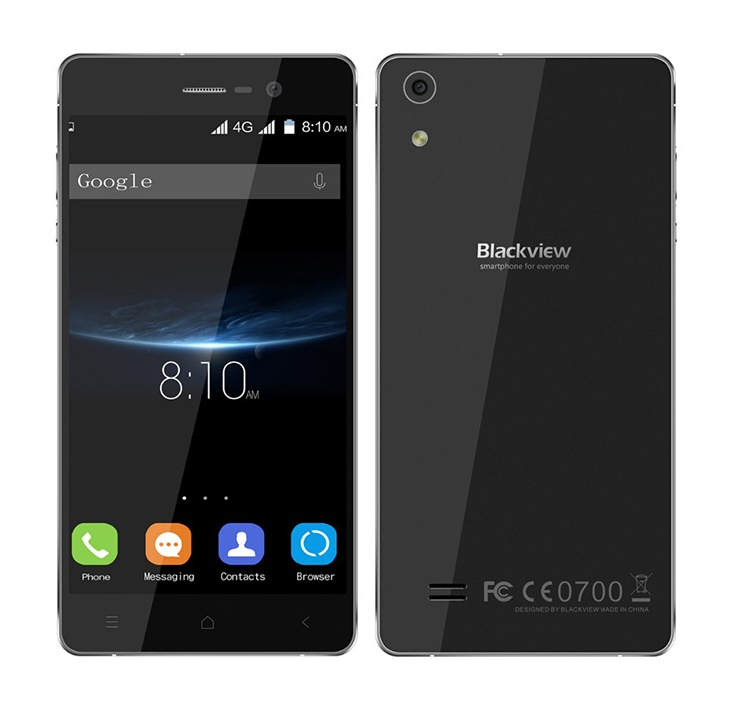 4G 8:10 AM
Google
8:10 AM
Phone Messaging Contacts Browser
Blackview
smartphone for everyone
FC CE0700
DESIGNED BY BLACKVIEW MADE IN CHINA